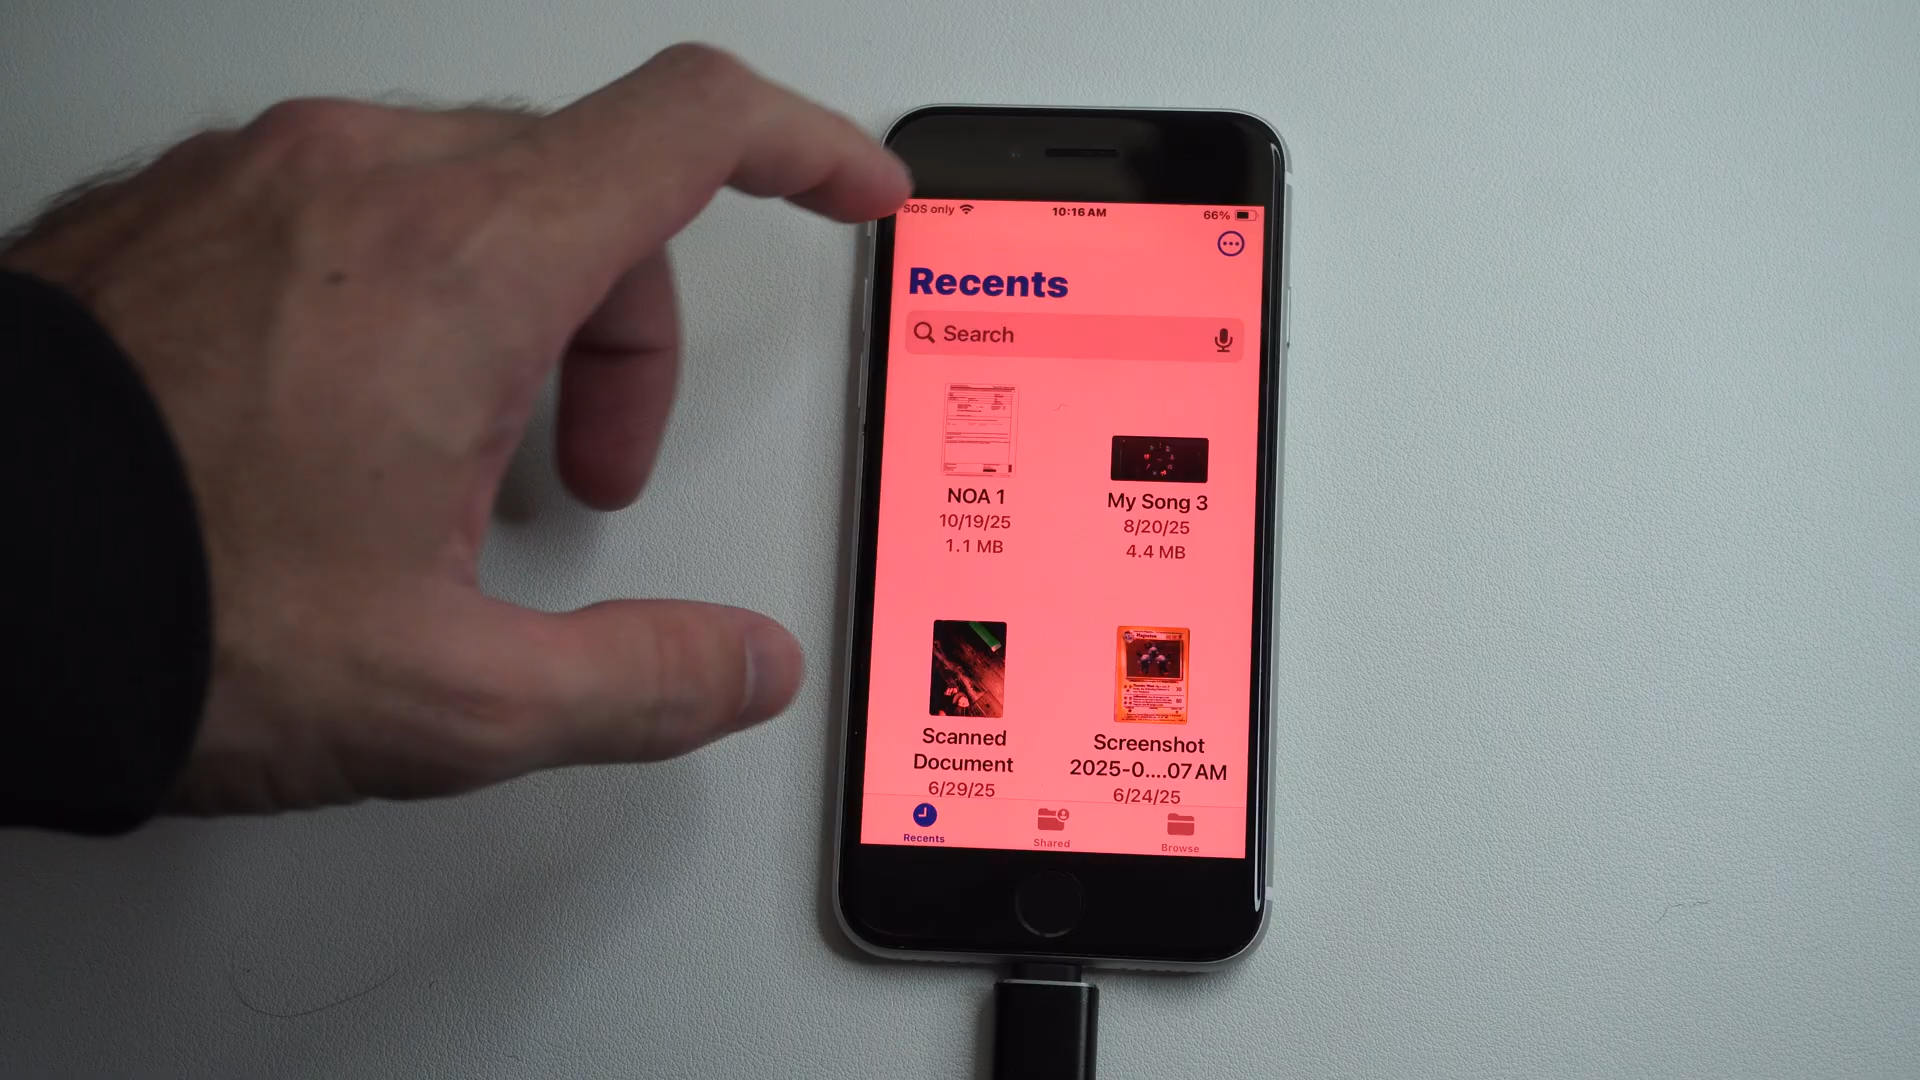 SOS only
10:16 AM
66%
Recents
Search
NOA 1
10/19/25
1.1 MB
My Song 3
8/20/25
4.4 MB
Scanned
Document
6/29/25
Screenshot
2025-0....07 AM
6/24/25
Recents
Shared
Browse